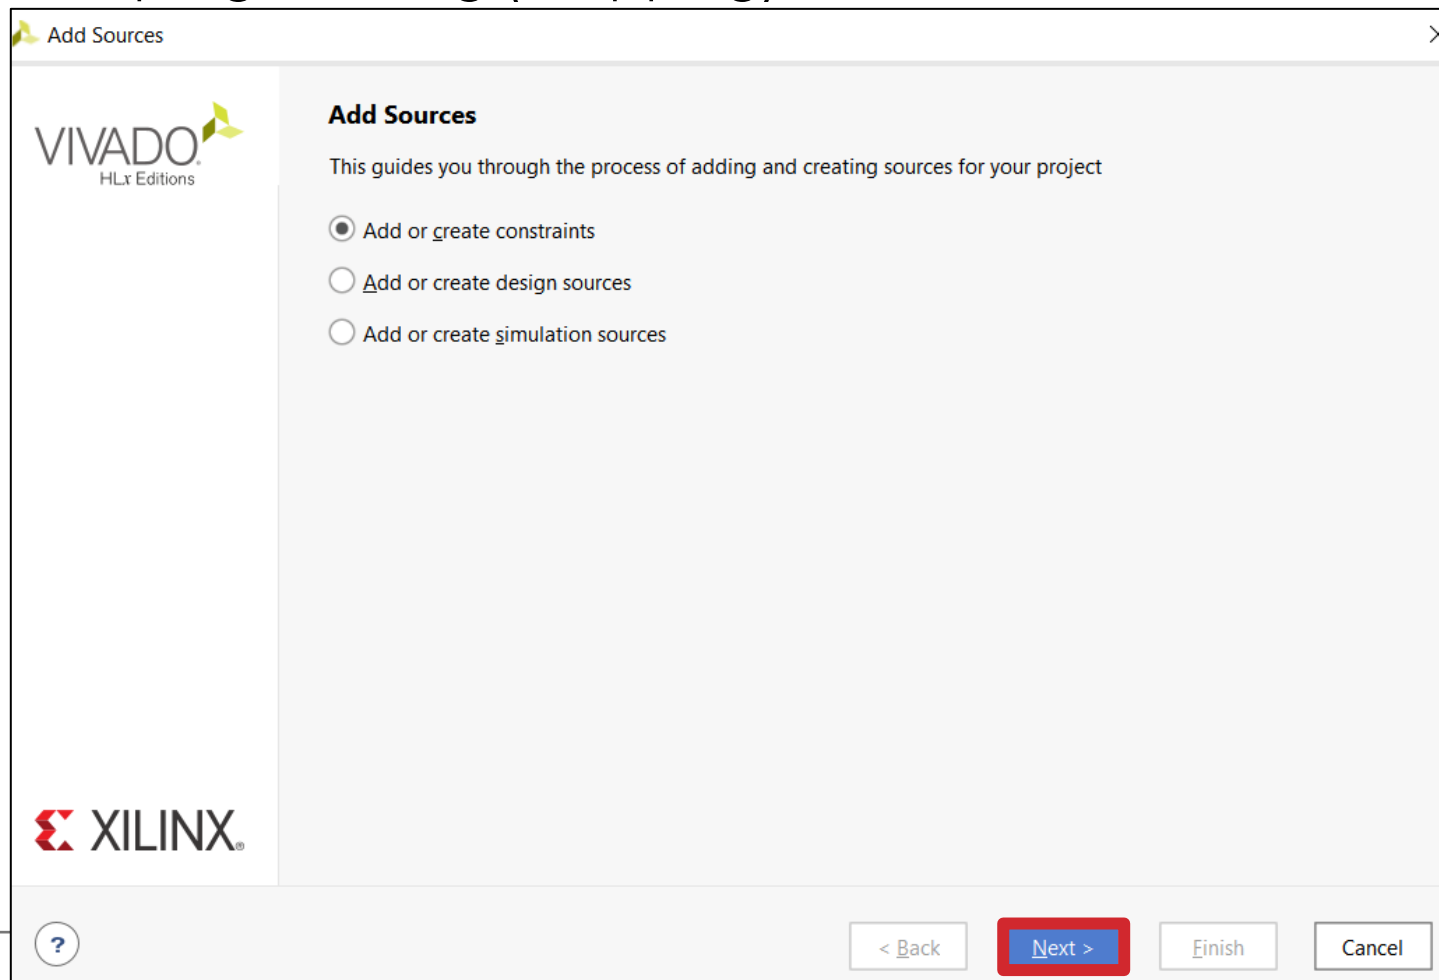 Add Sources
VIVADO.
HLx Editions
Add Sources
This guides you through the process of adding and creating sources for your project
Add or create constraints
Add or create design sources
Add or create simulation sources
XILINX®
?
< Back
Next >
Finish
Cancel